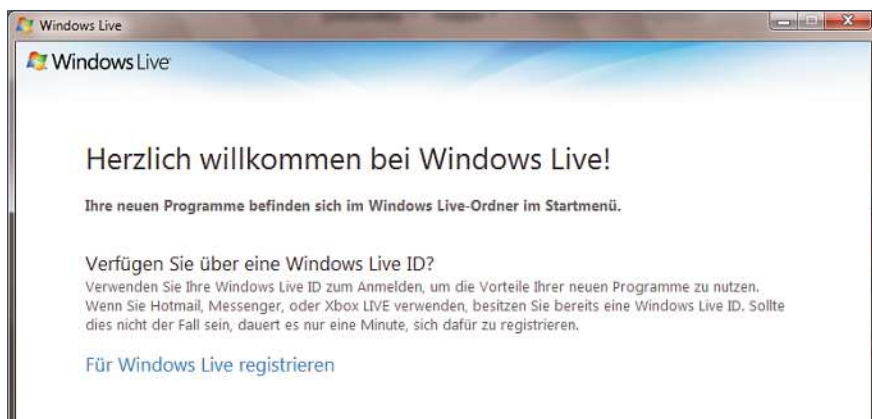 Windows Live
Windows Live
Herzlich willkommen bei Windows Live!
Ihre neuen Programme befinden sich im Windows Live-Ordner im Startmenü.
Verfügen Sie über eine Windows Live ID?
Verwenden Sie Ihre Windows Live ID zum Anmelden, um die Vorteile Ihrer neuen Programme zu nutzen.
Wenn Sie Hotmail, Messenger, oder Xbox LIVE verwenden, besitzen Sie bereits eine Windows Live ID. Sollte
dies nicht der Fall sein, dauert es nur eine Minute, sich dafür zu registrieren.
Für Windows Live registrieren